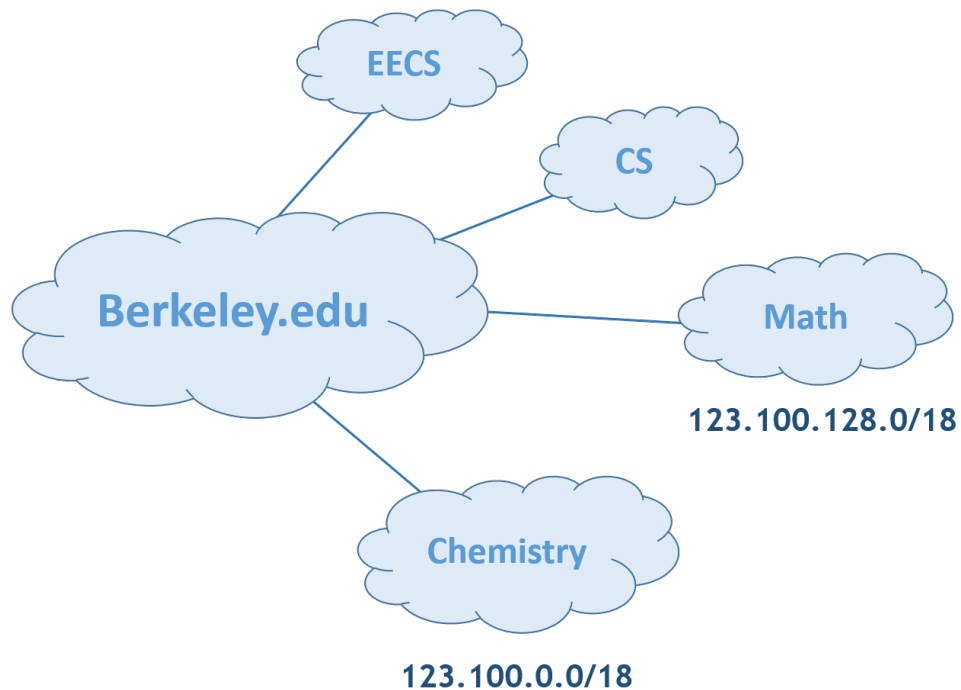 EECS
CS
Berkeley.edu
Math
123.100.128.0/18
Chemistry
123.100.0.0/18